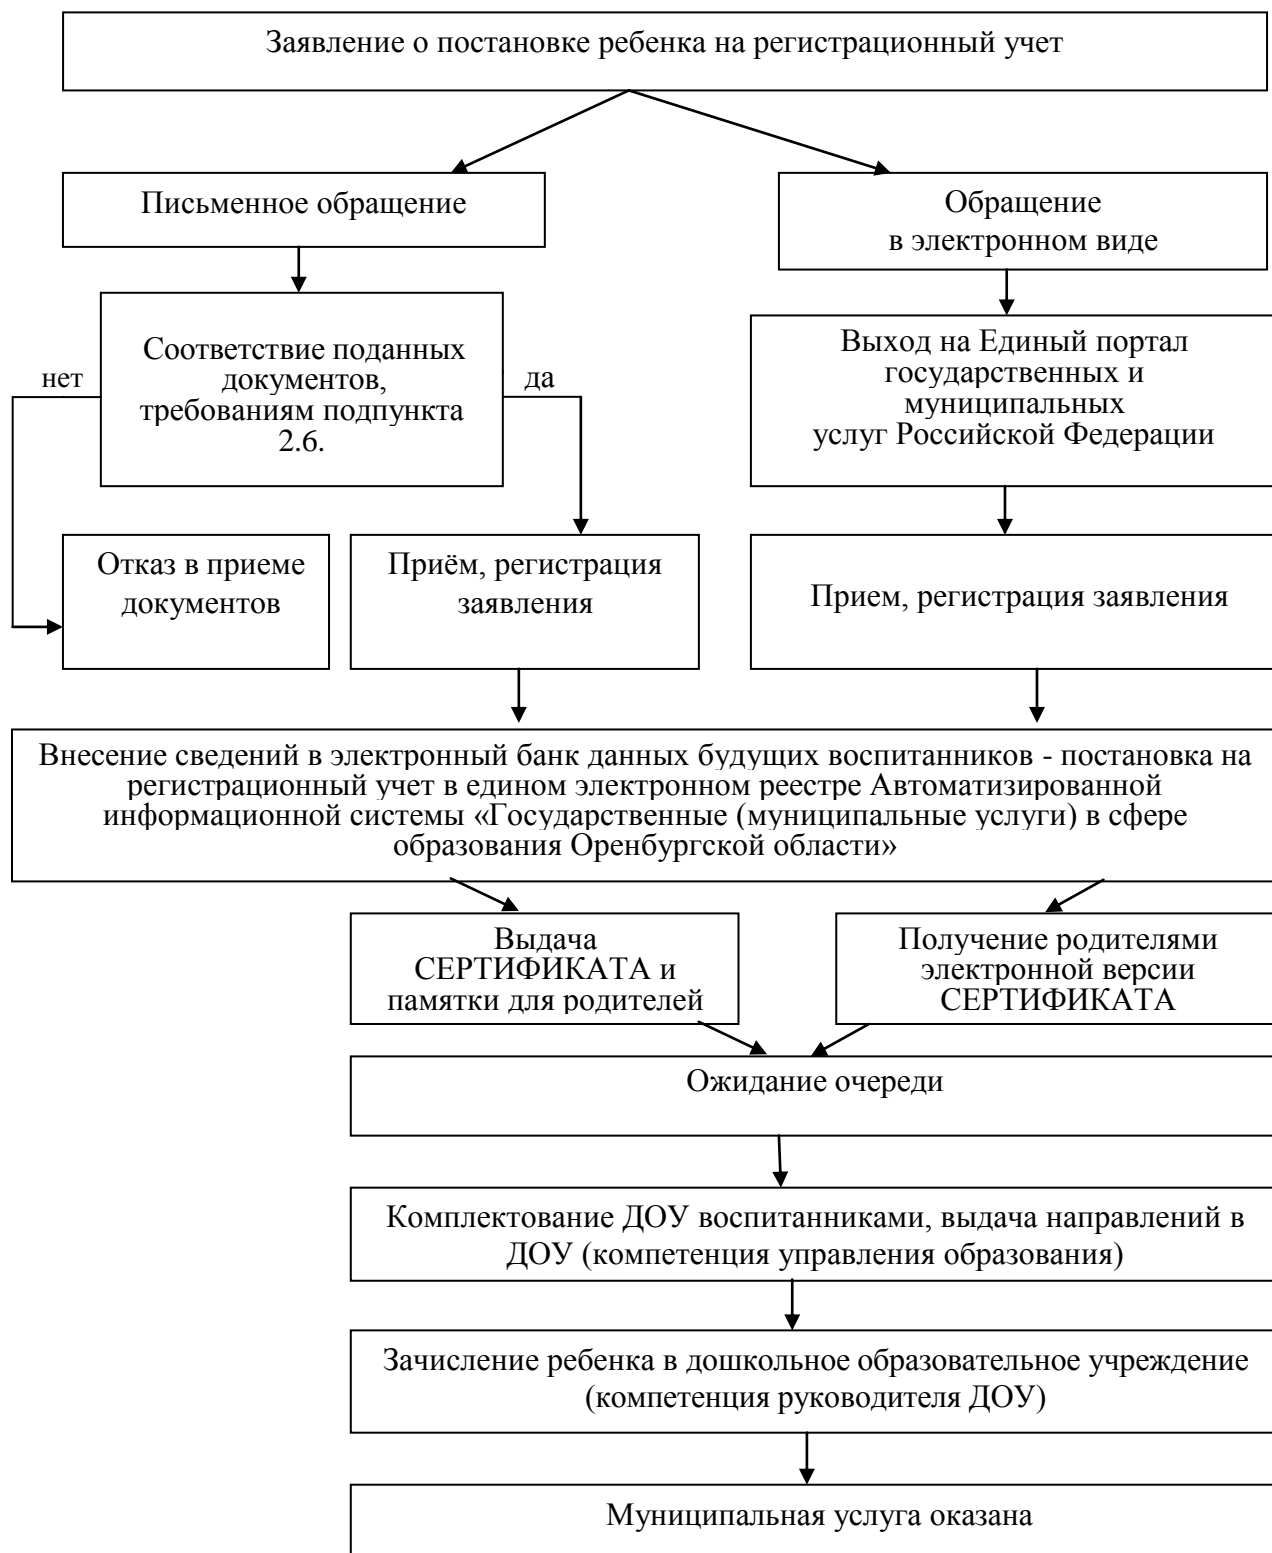 Заявление о постановке ребенка на регистрационный учет
Письменное обращение
Обращение
в электронном виде
Соответствие поданных
документов,
требованиям подпункта
2.6.
нет
да
Выход на Единый портал
государственных и
муниципальных
услуг Российской Федерации
Отказ в приеме
документов
Приём, регистрация
заявления
Прием, регистрация заявления
Внесение сведений в электронный банк данных будущих воспитанников - постановка на
регистрационный учет в едином электронном реестре Автоматизированной
информационной системы «Государственные (муниципальные услуги) в сфере
образования Оренбургской области»
Выдача
СЕРТИФИКАТА и
памятки для родителей
Получение родителями
электронной версии
СЕРТИФИКАТА
Ожидание очереди
Комплектование ДОУ воспитанниками, выдача направлений в
ДОУ (компетенция управления образования)
Зачисление ребенка в дошкольное образовательное учреждение
(компетенция руководителя ДОУ)
Муниципальная услуга оказана